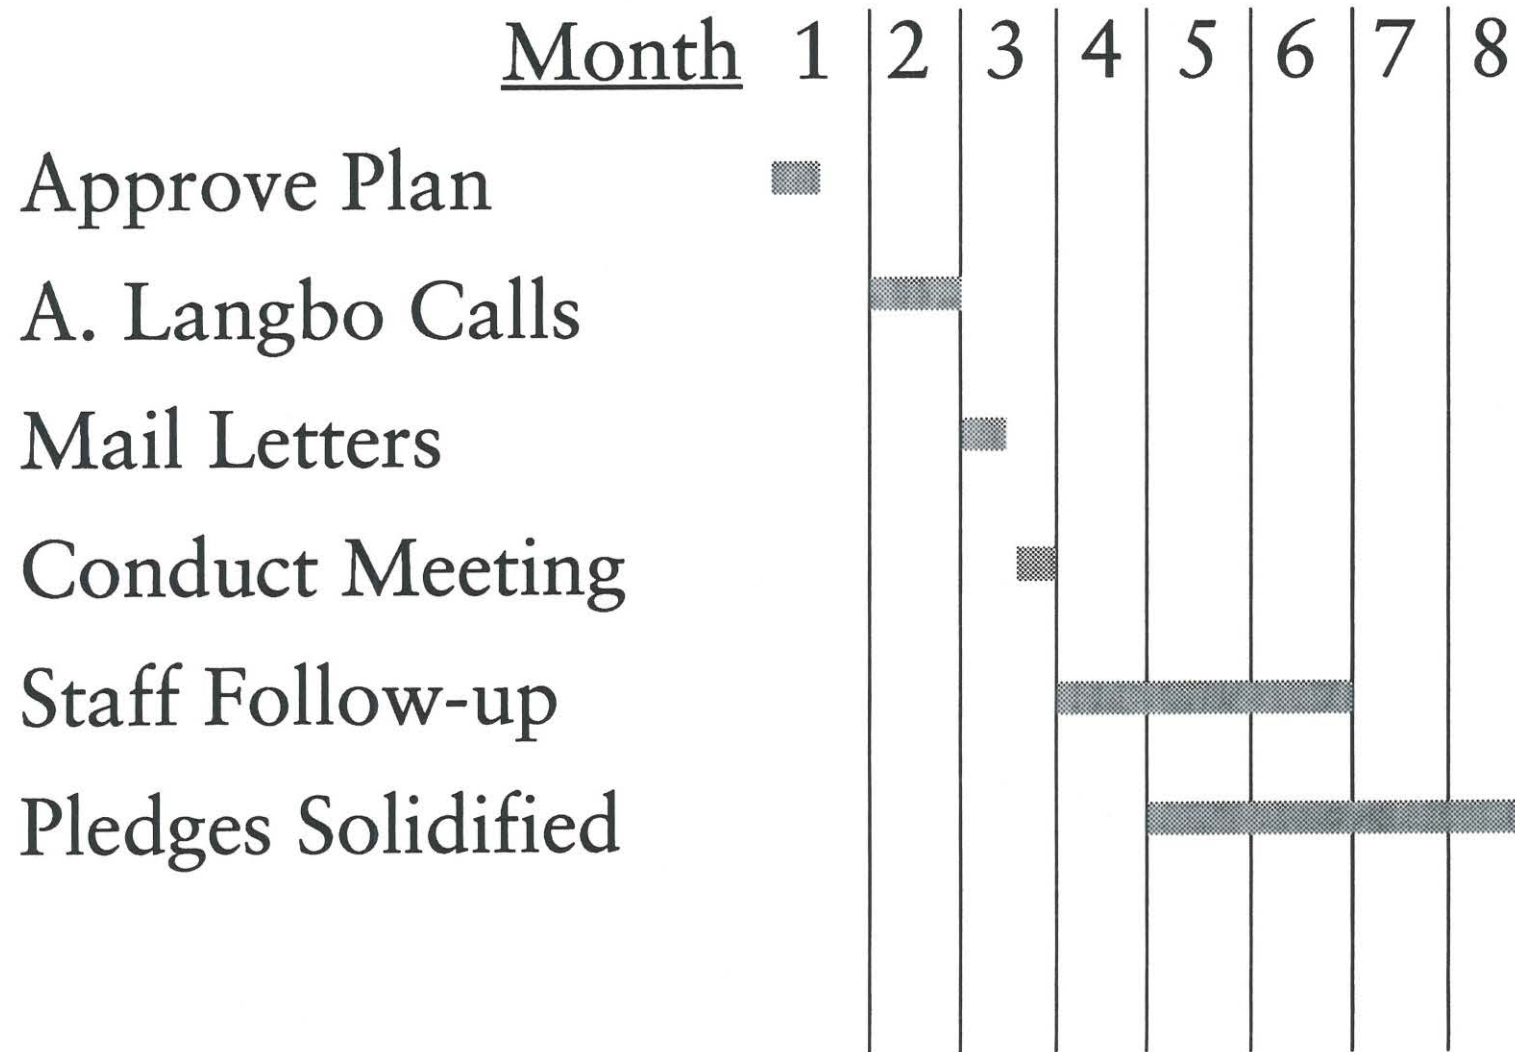 Month 1 2 3 4 5 6 7 8
Approve Plan
A. Langbo Calls
Mail Letters
Conduct Meeting
Staff Follow-up
Pledges Solidified